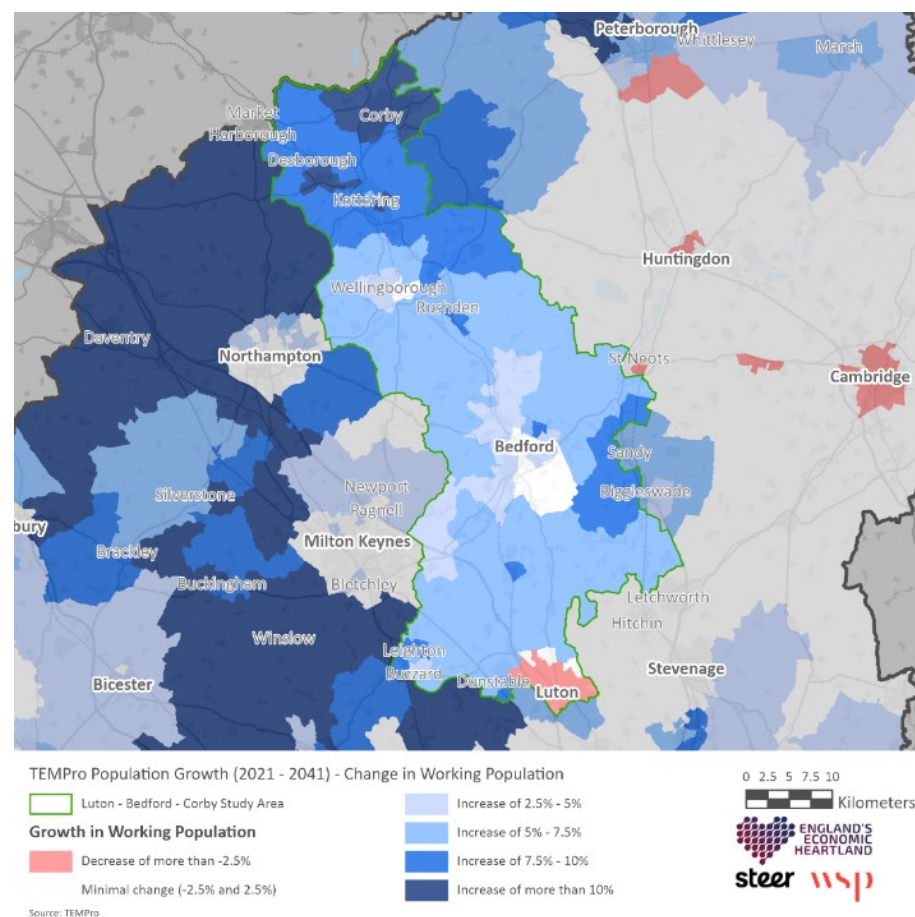 Peterborough
Whittlesey
March
Market
Harborough
Corby
Desborough
Kettering
Huntingdon
Wellingborough
Rushden
Daventry
Northampton
St Neots
Cambridge
Bedford
Sandy
Silverstone
Newport
Pagnell
Biggleswade
bury
Milton Keynes
Brackley
Buckingham
Bletchley
Letchworth
Hitchin
Winslow
Leighton
Buzzard
Stevenage
Bicester
Dunstable
Luton
TEMPro Population Growth (2021 - 2041) - Change in Working Population
Luton - Bedford - Corby Study Area
Growth in Working Population
Decrease of more than -2.5%
Minimal change (-2.5% and 2.5%)
Increase of 2.5% - 5%
Increase of 5% - 7.5%
Increase of 7.5% - 10%
Increase of more than 10%
0 2.5 5 7.5 10
Kilometers
ENGLAND'S
ECONOMIC
HEARTLAND
steer wsp
Source: TEMPro